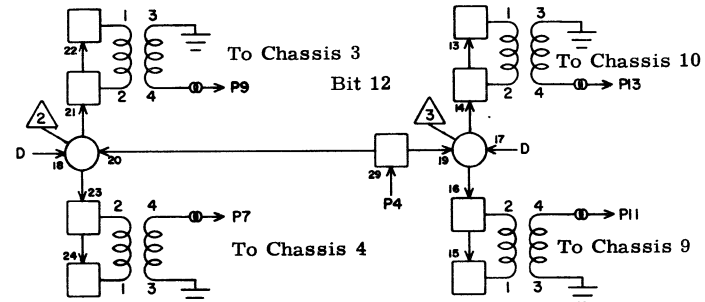 1 3
22
To Chassis 3
2 4 P9
21
Bit 12
2
D 18 20
23
2 4 P7
24
To Chassis 4
1 3
1 3
13
To Chassis 10
2 4 P13
14
3
29 19 17 D
P4
16
2 4 P11
15
To Chassis 9
1 3